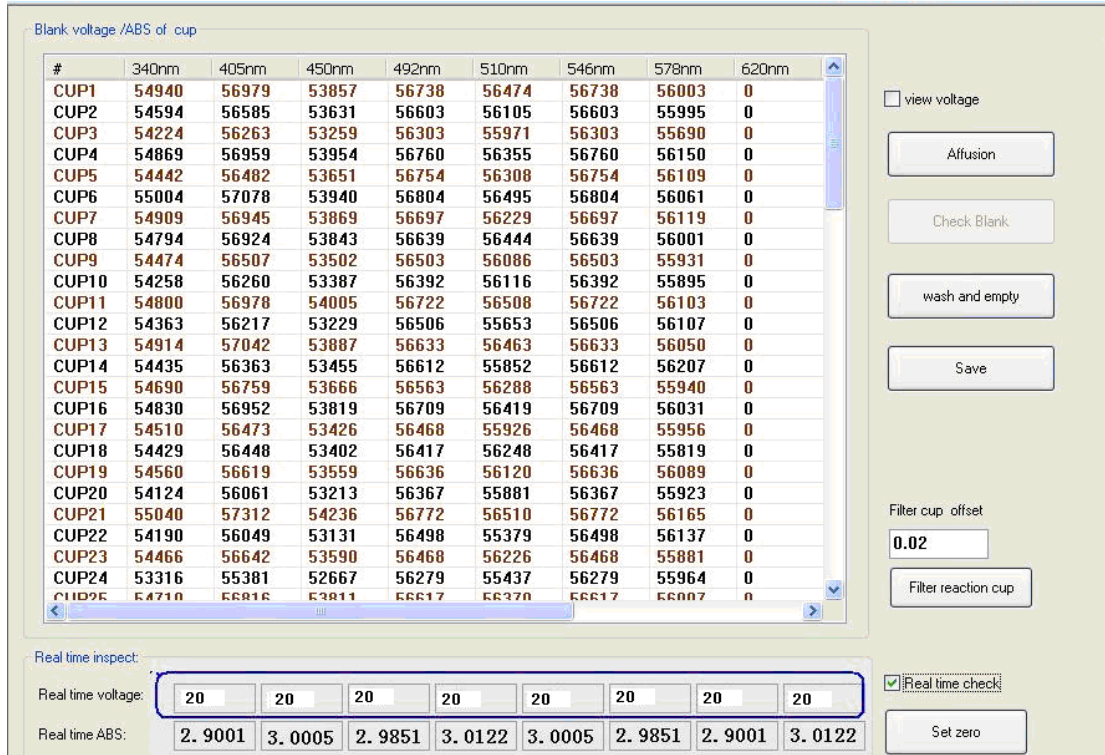 Blank voltage /ABS of cup
# 340nm 405nm 450nm 492nm 510nm 546nm 578nm 620nm
CUP1 54940 56979 53857 56738 56474 56738 56003 0
CUP2 54594 56585 53631 56603 56105 56603 55995 0
CUP3 54224 56263 53259 56303 55971 56303 55690 0
CUP4 54869 56959 53954 56760 56355 56760 56150 0
CUP5 54442 56482 53651 56754 56308 56754 56109 0
CUP6 55004 57078 53940 56804 56495 56804 56061 0
CUP7 54909 56945 53869 56697 56229 56697 56119 0
CUP8 54794 56924 53843 56639 56444 56639 56001 0
CUP9 54474 56507 53502 56503 56086 56503 55931 0
CUP10 54258 56260 53387 56392 56116 56392 55895 0
CUP11 54800 56978 54005 56722 56508 56722 56103 0
CUP12 54363 56217 53229 56506 55653 56506 56107 0
CUP13 54914 57042 53887 56633 56463 56633 56050 0
CUP14 54435 56363 53455 56612 55852 56612 56207 0
CUP15 54690 56759 53666 56563 56288 56563 55940 0
CUP16 54830 56952 53819 56709 56419 56709 56031 0
CUP17 54510 56473 53426 56468 55926 56468 55956 0
CUP18 54429 56448 53402 56417 56248 56417 55819 0
CUP19 54560 56619 53559 56636 56120 56636 56089 0
CUP20 54124 56061 53213 56367 55881 56367 55923 0
CUP21 55040 57312 54236 56772 56510 56772 56165 0
CUP22 54190 56049 53131 56498 55379 56498 56137 0
CUP23 54466 56642 53590 56468 56226 56468 55881 0
CUP24 53316 55381 52667 56279 55437 56279 55964 0
CUP25 54710 56816 53811 56617 56370 56617 56007 0
view voltage
Affusion
Check Blank
wash and empty
Save
Filter cup offset
0.02
Filter reaction cup
Real time inspect:
Real time voltage: 20 20 20 20 20 20 20 20
Real time ABS: 2.9001 3.0005 2.9851 3.0122 3.0005 2.9851 2.9001 3.0122
Real time check
Set zero